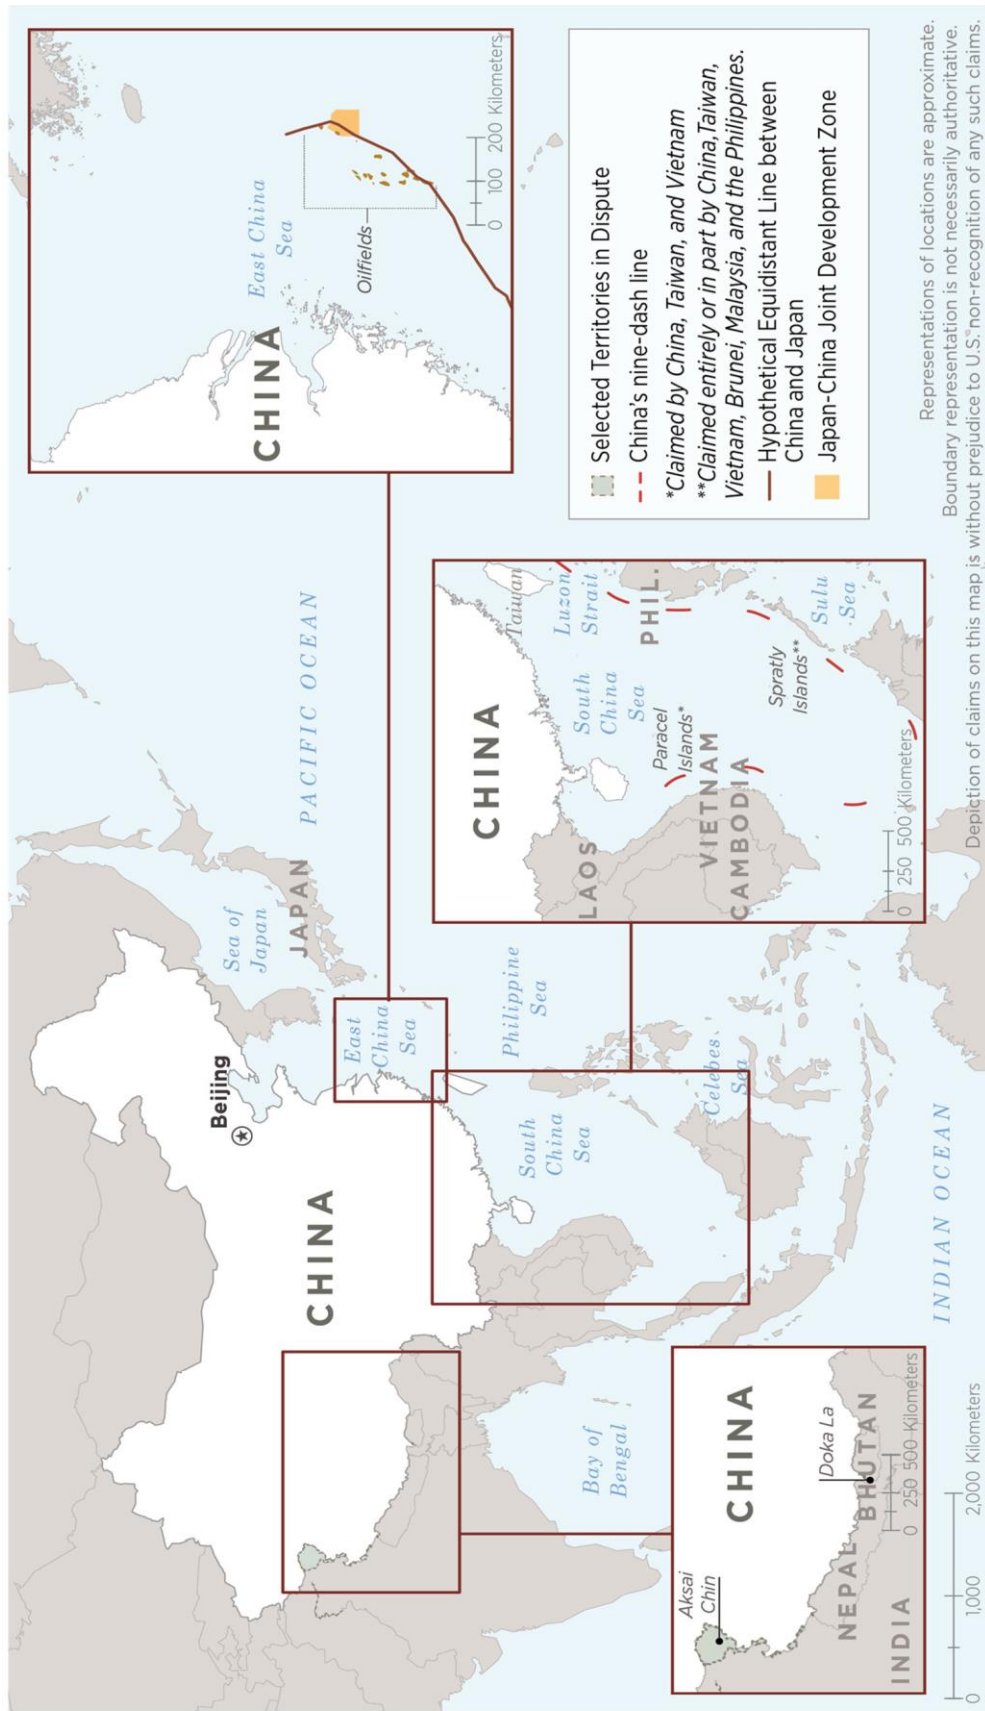 CHINA
East China
Sea
Oilfields
0 100 200 Kilometers
PACIFIC OCEAN
Sea of
Japan
JAPAN
Beijing
East
China
Sea
CHINA
Philippine
Sea
South
China
Sea
Celebes
Sea
Bay of
Bengal
INDIAN OCEAN
CHINA
Taiwan
Luzon
Strait
South
China
Sea
PHIL.
LAOS
Paracel
Islands*
VIETNAM
CAMBODIA
Spratly
Islands**
Sulu
Sea
0 250 500 Kilometers
Aksai
Chin
CHINA
Doka La
NEPAL
BHUTAN
INDIA
0 250 500 Kilometers
0 1,000 2,000 Kilometers
Selected Territories in Dispute
China's nine-dash line
*Claimed by China, Taiwan, and Vietnam
**Claimed entirely or in part by China,Taiwan,
Vietnam, Brunei, Malaysia, and the Philippines.
Hypothetical Equidistant Line between
China and Japan
Japan-China Joint Development Zone
Representations of locations are approximate.
Boundary representation is not necessarily authoritative.
Depiction of claims on this map is without prejudice to U.S. non-recognition of any such claims.